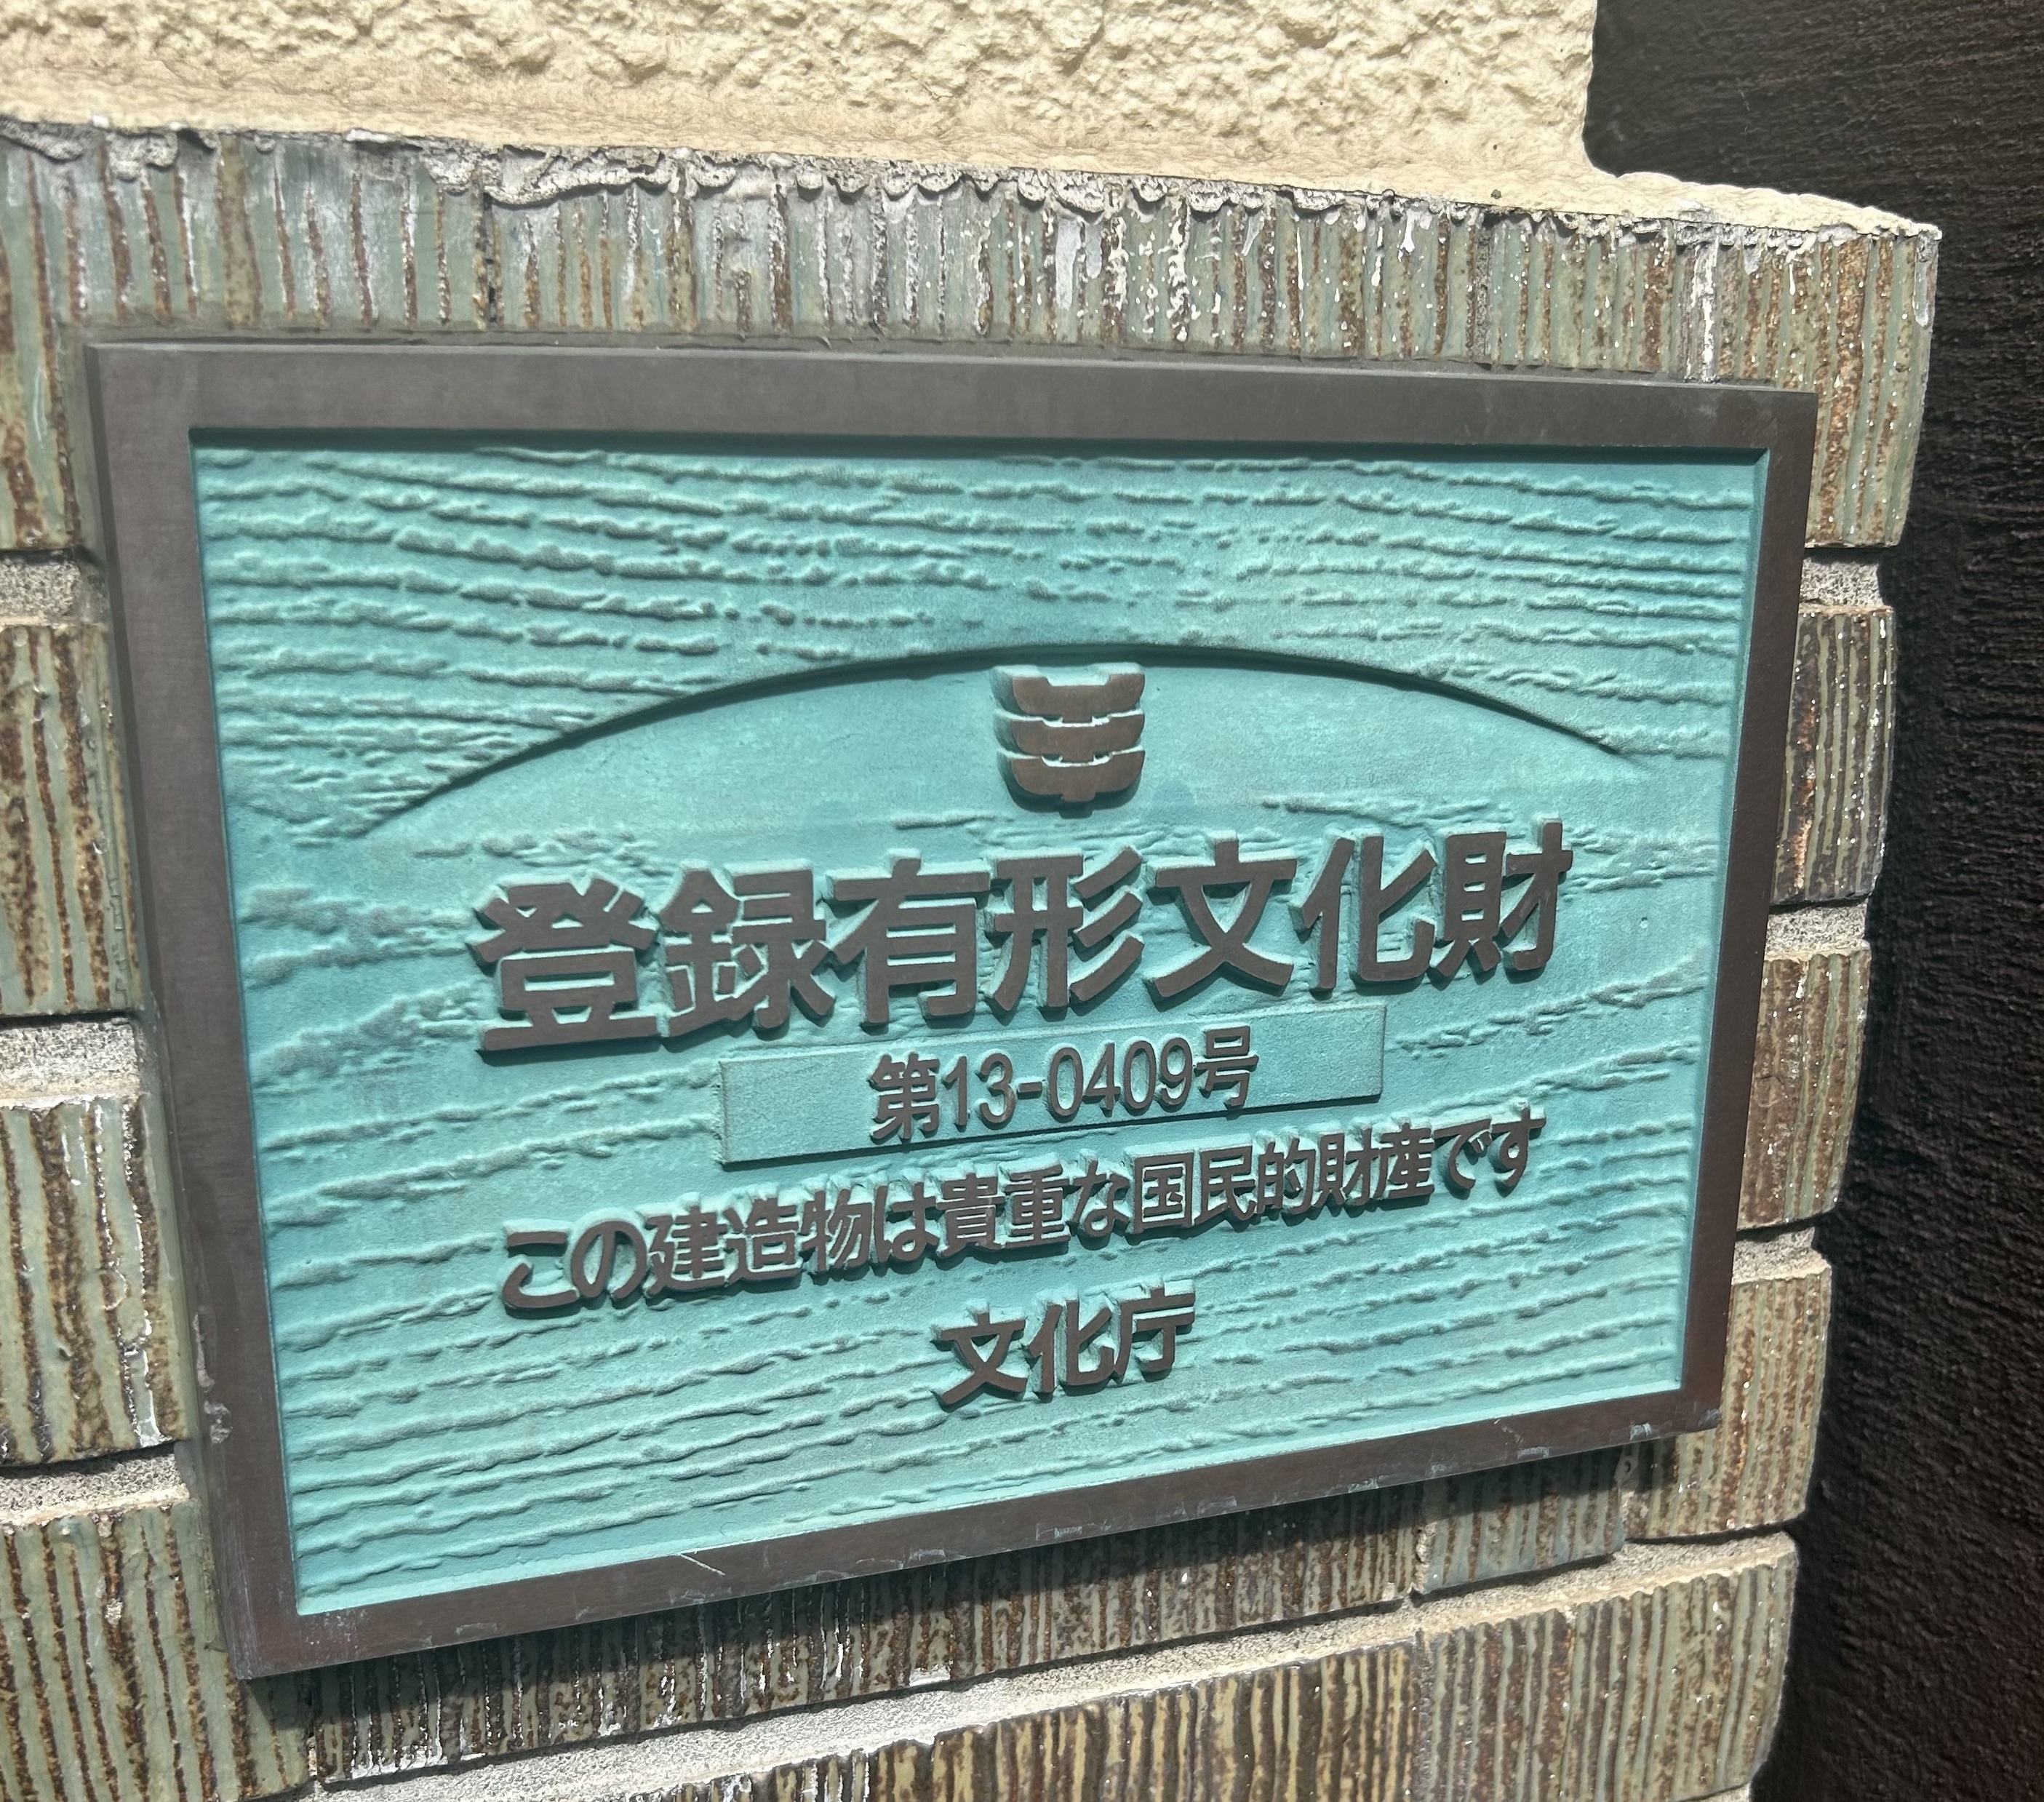 登録有形文化財
第13-0409号
この建造物は貴重な国民的財産です
文化庁